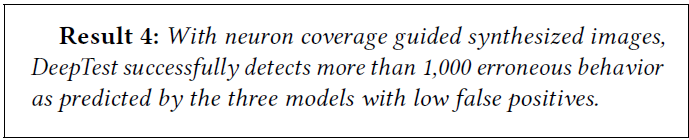 Result 4: With neuron coverage guided synthesized images,
DeepTest successfully detects more than 1,000 erroneous behavior
as predicted by the three models with low false positives.